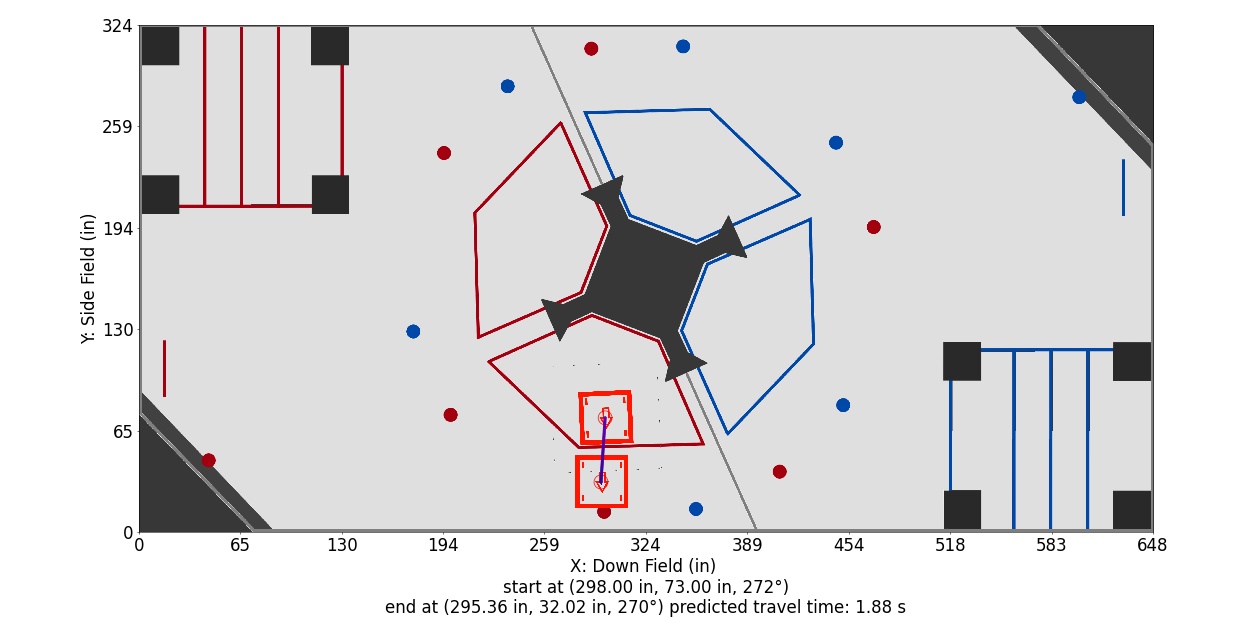 324
259
194
130
65
0
Y: Side Field (in)
0 65 130 194 259 324 389 454 518 583 648
X: Down Field (in)
start at (298.00 in, 73.00 in, 272°)
end at (295.36 in, 32.02 in, 270°) predicted travel time: 1.88 s